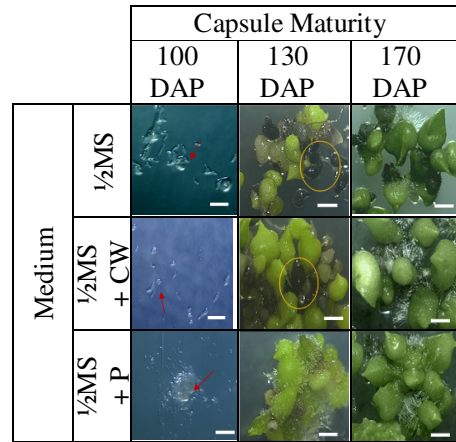 Capsule Maturity
100 DAP
130 DAP
170 DAP
Medium
½MS
½MS + CW
½MS + P